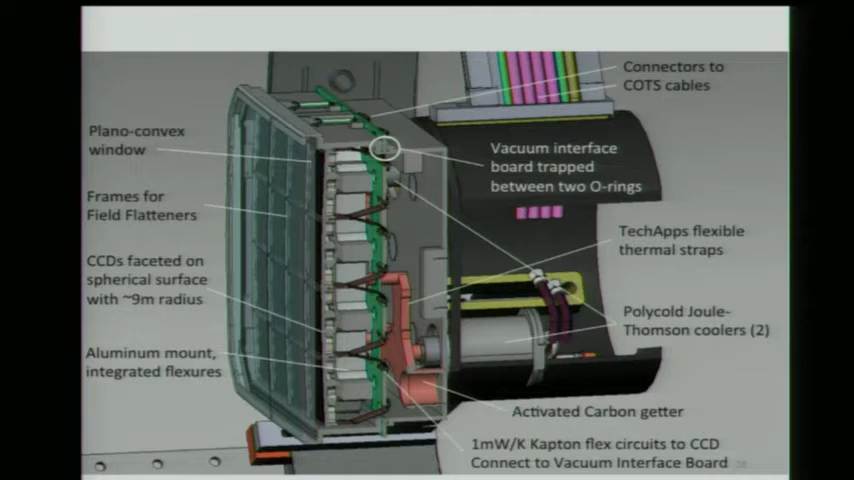 Connectors to
COTS cables
Plano-convex
window
Vacuum interface
board trapped
between two O-rings
Frames for
Field Flatteners
TechApps flexible
thermal straps
CCDs faceted on
spherical surface
with ~9m radius
Polycold Joule-
Thomson coolers (2)
Aluminum mount,
integrated flexures
Activated Carbon getter
1mW/K Kapton flex circuits to CCD
Connect to Vacuum Interface Board